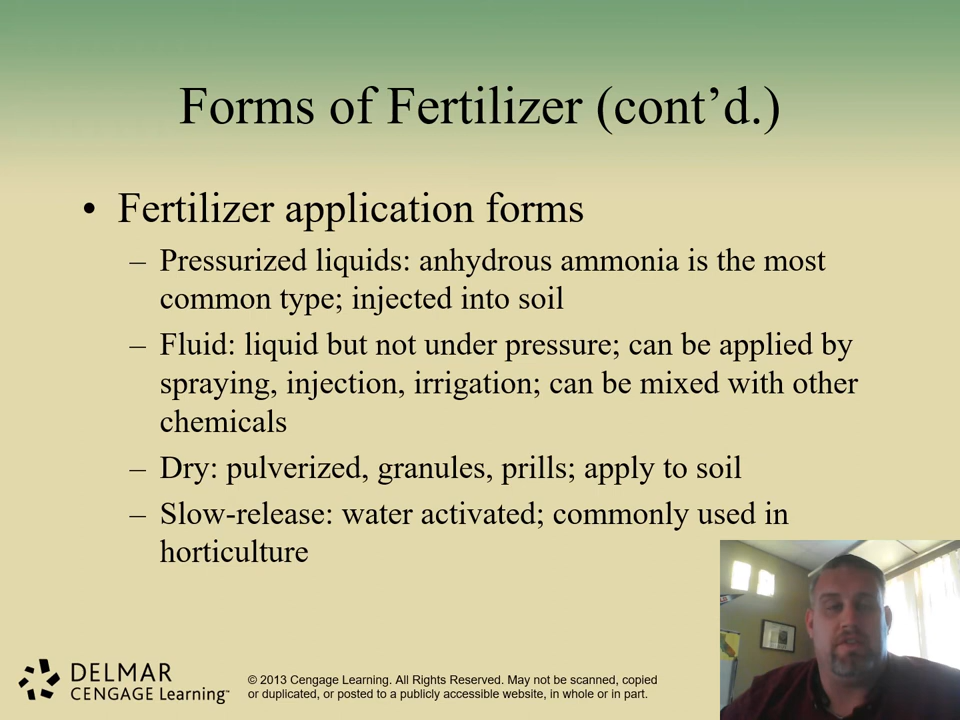 Forms of Fertilizer (cont’d.)
• Fertilizer application forms
– Pressurized liquids: anhydrous ammonia is the most
common type; injected into soil
– Fluid: liquid but not under pressure; can be applied by
spraying, injection, irrigation; can be mixed with other
chemicals
– Dry: pulverized, granules, prills; apply to soil
– Slow-release: water activated; commonly used in
horticulture
DELMAR
CENGAGE Learning™
© 2013 Cengage Learning. All Rights Reserved. May not be scanned, copied
or duplicated, or posted to a publicly accessible website, in whole or in part.